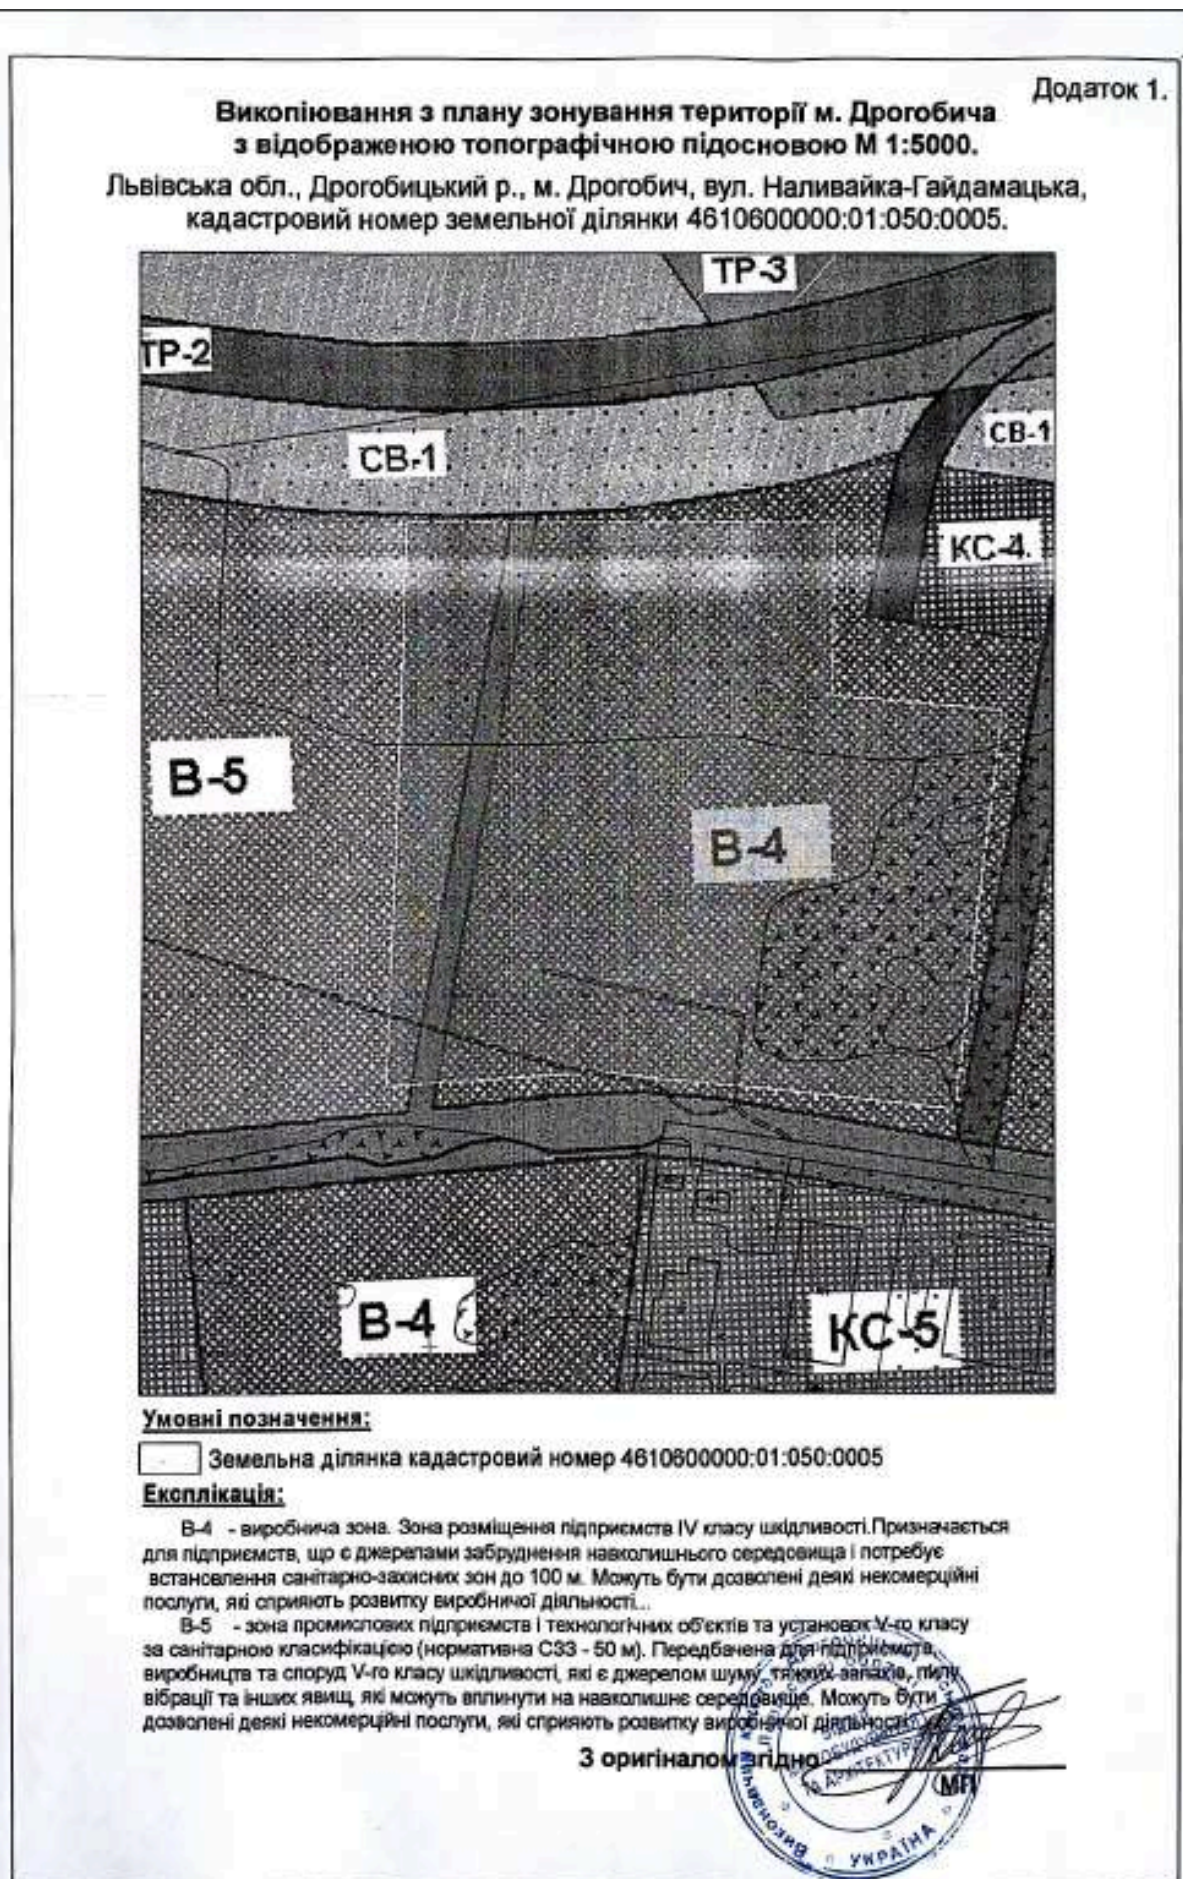 Додаток 1.
Викопіювання з плану зонування території м. Дрогобича
з відображеною топографічною підосновою М 1:5000.
Львівська обл., Дрогобицький р., м. Дрогобич, вул. Наливайка-Гайдамацька,
кадастровий номер земельної ділянки 4610600000:01:050:0005.
ТР-3
ТР-2
СВ-1
СВ-1
КС-4
В-5
В-4
В-4
КС-5
Умовні позначення:
Земельна ділянка кадастровий номер 4610600000:01:050:0005
Експлікація:
В-4 - виробнича зона. Зона розміщення підприємств IV класу шкідливості.Призначається
для підприємств, що є джерелами забруднення навколишнього середовища і потребує
встановлення санітарно-захисних зон до 100 м. Можуть бути дозволені деякі некомерційні
послуги, які сприяють розвитку виробничої діяльності...
В-5 - зона промислових підприємств і технологічних об'єктів та установок V-го класу
за санітарною класифікацією (нормативна СЗЗ - 50 м). Передбачена для підприємств,
виробництв та споруд V-го класу шкідливості, які є джерелом шуму, тяжких запахів, пилу,
вібрації та інших явищ, які можуть вплинути на навколишнє середовище. Можуть бути
дозволені деякі некомерційні послуги, які сприяють розвитку виробничої діяльності
З оригіналом згідно
МП
УКРАЇНА